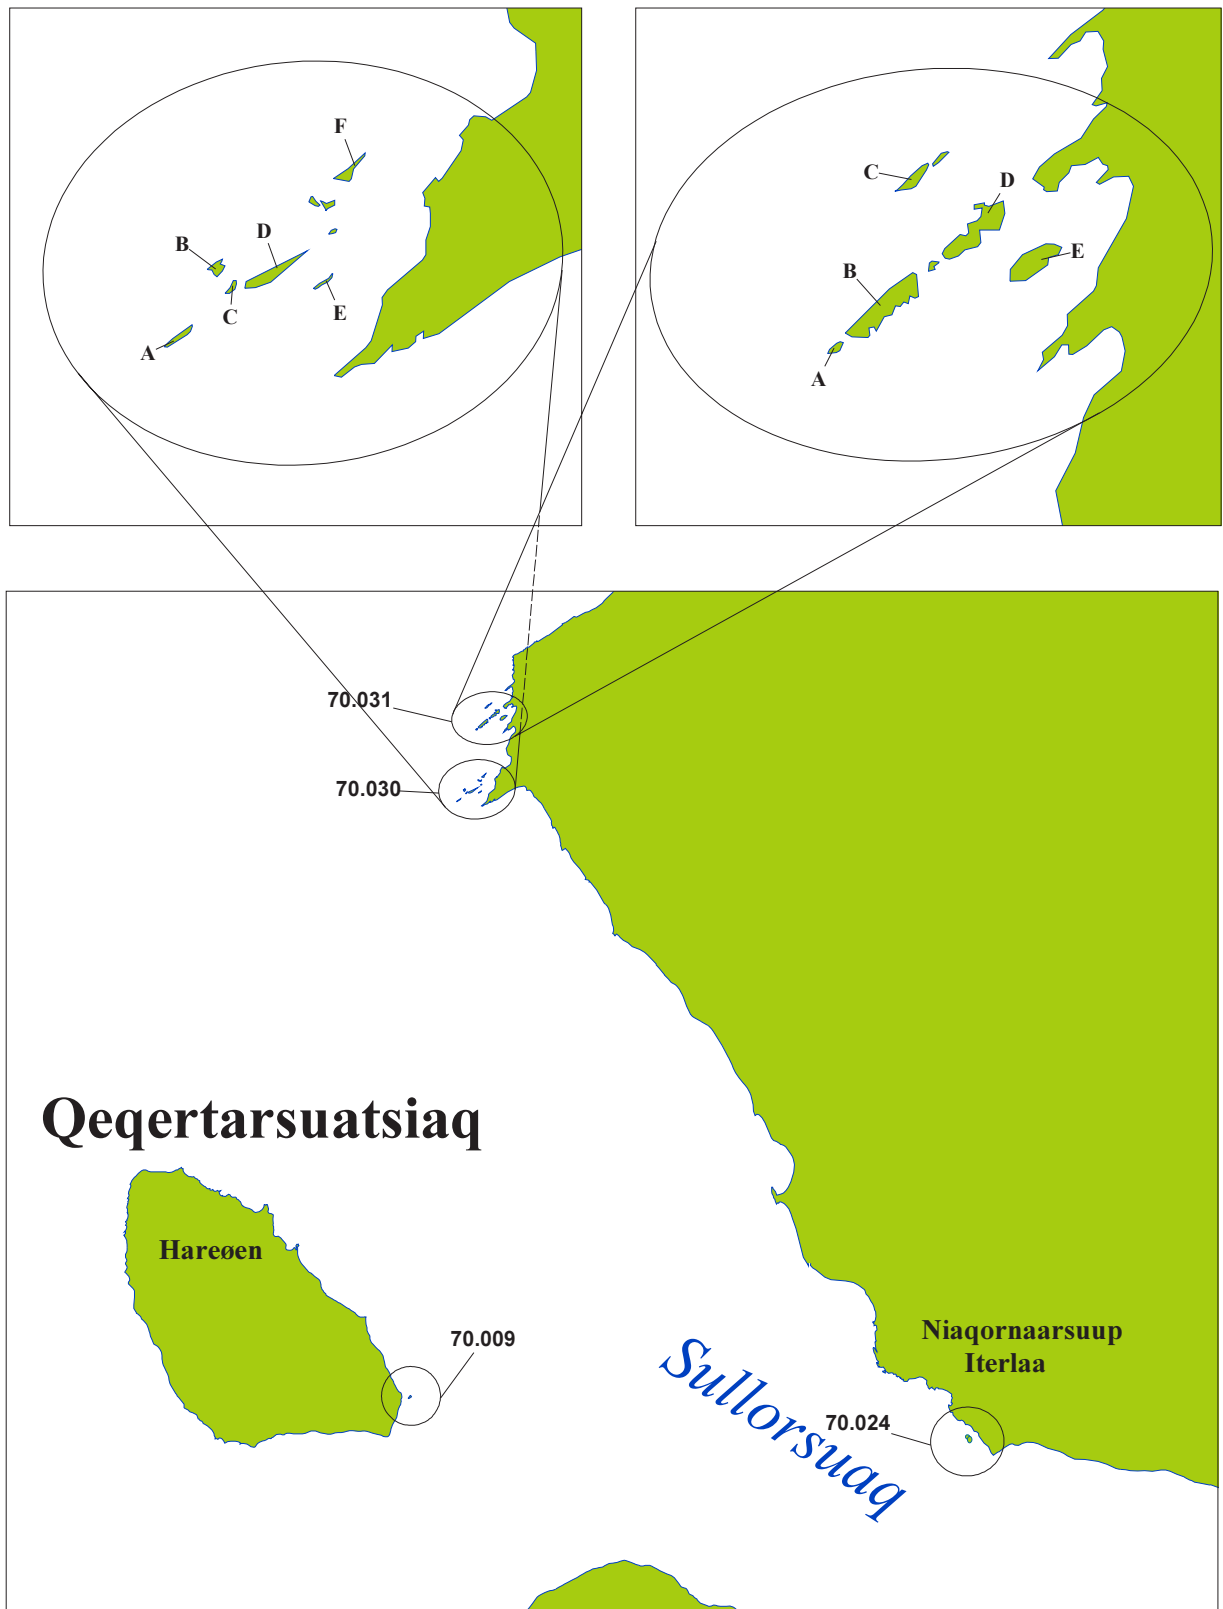 F
D
B
E
C
A
C
D
E
B
A
70.031
70.030
Qeqertarsuatsiaq
Hareøen
70.009
Niaqornaarsuup
Iterlaa
Sullorsuaq
70.024